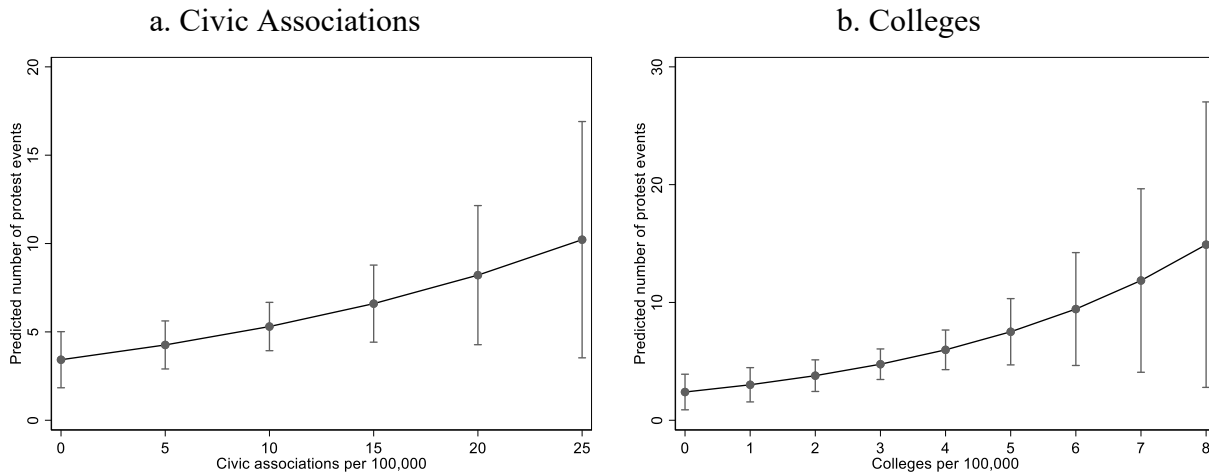 a. Civic Associations
Predicted number of protest events
20
15
10
5
0
0 5 10 15 20 25
Civic associations per 100,000
b. Colleges
Predicted number of protest events
30
20
10
0
0 1 2 3 4 5 6 7 8
Colleges per 100,000